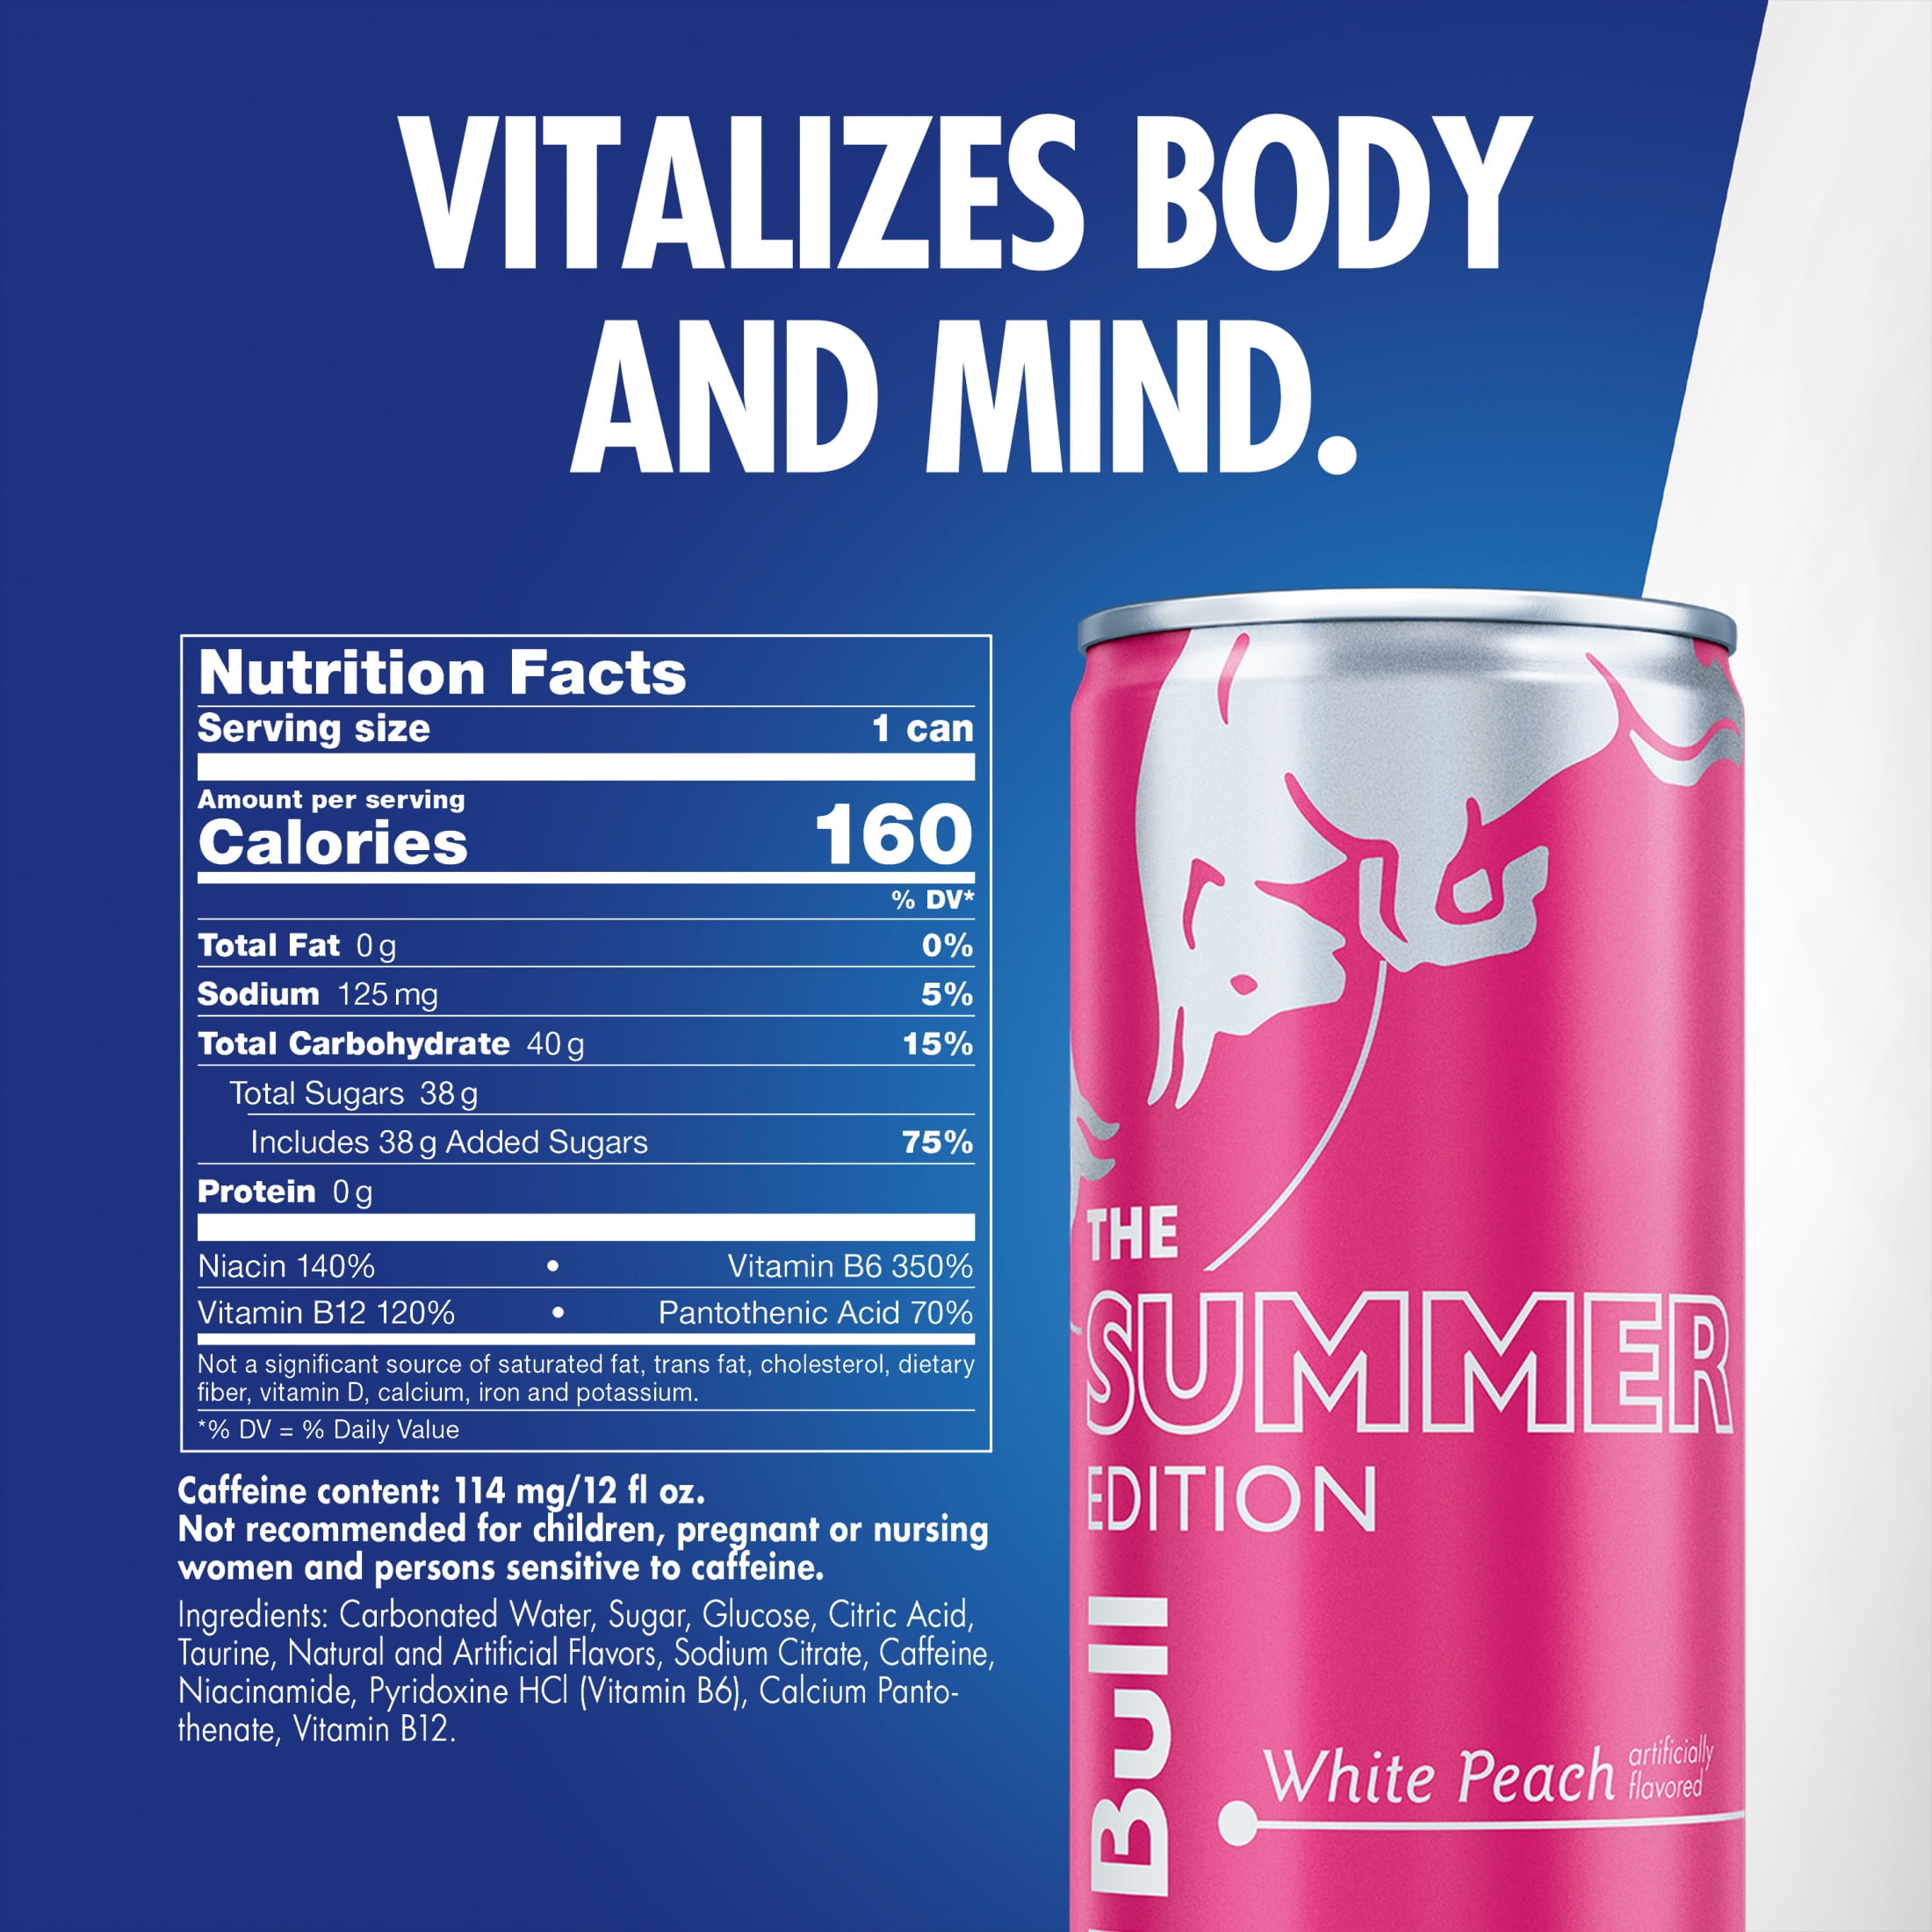 VITALIZES BODY
AND MIND.
Nutrition Facts
Serving size 1 can
Amount per serving
Calories 160
% DV*
Total Fat 0 g 0%
Sodium 125 mg 5%
Total Carbohydrate 40 g 15%
Total Sugars 38 g
Includes 38 g Added Sugars 75%
Protein 0 g
Niacin 140% • Vitamin B6 350%
Vitamin B12 120% • Pantothenic Acid 70%
Not a significant source of saturated fat, trans fat, cholesterol, dietary
fiber, vitamin D, calcium, iron and potassium.
*% DV = % Daily Value
Caffeine content: 114 mg/12 fl oz.
Not recommended for children, pregnant or nursing
women and persons sensitive to caffeine.
Ingredients: Carbonated Water, Sugar, Glucose, Citric Acid,
Taurine, Natural and Artificial Flavors, Sodium Citrate, Caffeine,
Niacinamide, Pyridoxine HCl (Vitamin B6), Calcium Panto-
thenate, Vitamin B12.
THE
SUMMER
EDITION
Bull
White Peach artificially
flavored